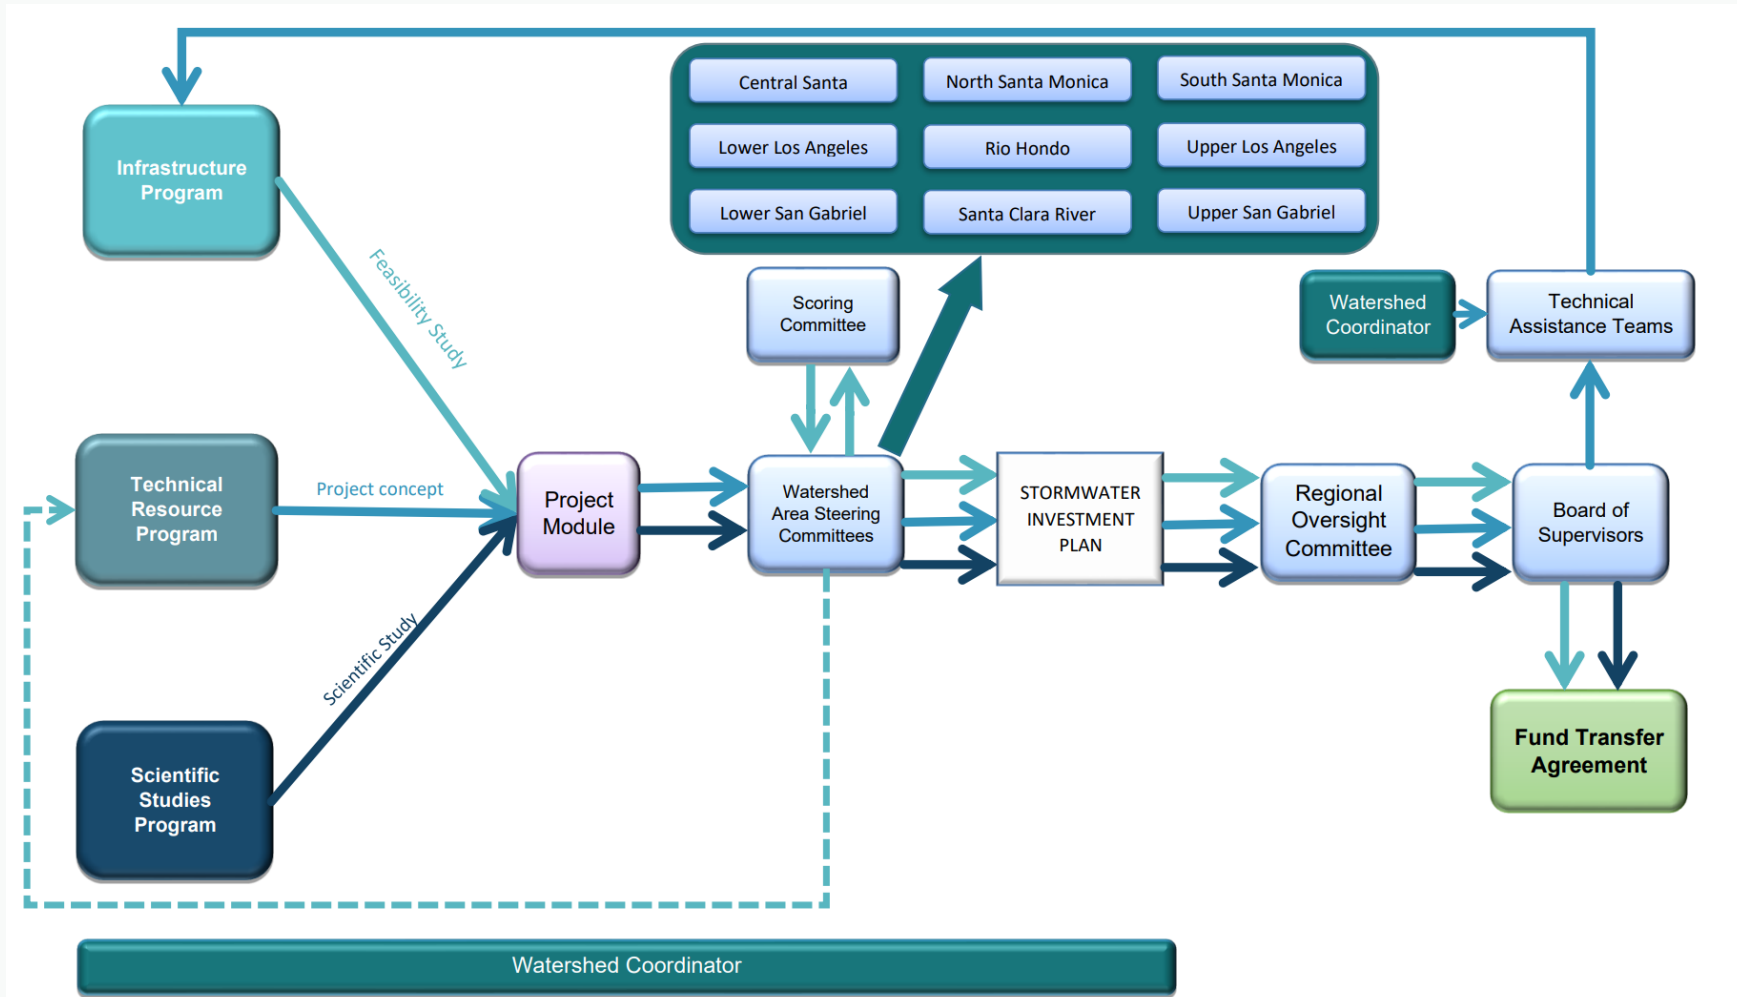 Central Santa
North Santa Monica
South Santa Monica
Lower Los Angeles
Rio Hondo
Upper Los Angeles
Lower San Gabriel
Santa Clara River
Upper San Gabriel
Infrastructure
Program
Feasibility Study
Scoring
Committee
Watershed
Coordinator
Technical
Assistance Teams
Technical
Resource
Program
Project concept
Project
Module
Watershed
Area Steering
Committees
STORMWATER
INVESTMENT
PLAN
Regional
Oversight
Committee
Board of
Supervisors
Scientific Study
Scientific
Studies
Program
Fund Transfer
Agreement
Watershed Coordinator